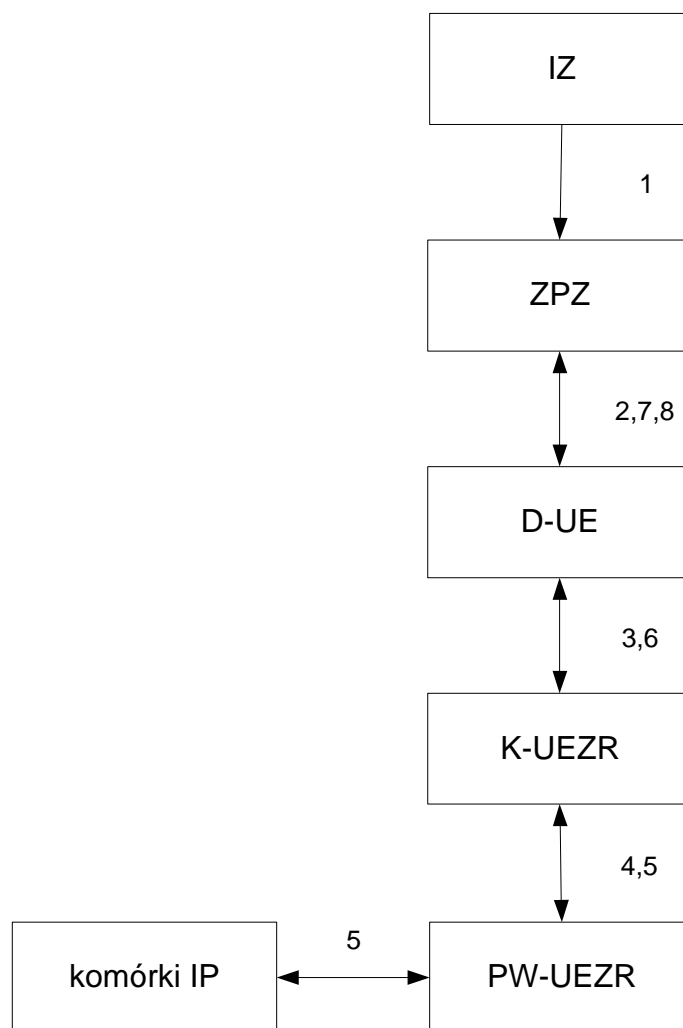 IZ
1
ZPZ
2,7,8
D-UE
3,6
K-UEZR
4,5
5
komórki IP
PW-UEZR